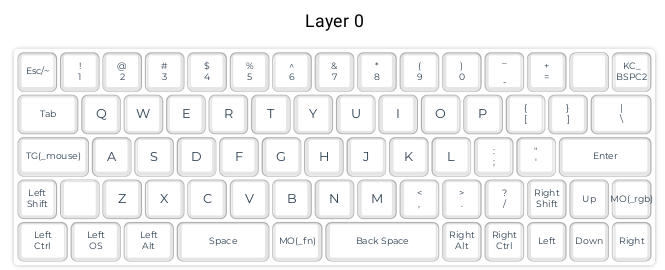 Layer 0
Esc/~ ! 1 @ 2 # 3 $ 4 % 5 ^ 6 & 7 * 8 ( 9 ) 0 _ - + = KC_ BSPC2
Tab Q W E R T Y U I O P { [ } ] | \
TG(_mouse) A S D F G H J K L : ; " ' Enter
Left Shift Z X C V B N M < , > . ? / Right Shift Up MO(_rgb)
Left Ctrl Left OS Left Alt Space MO(_fn) Back Space Right Alt Right Ctrl Left Down Right